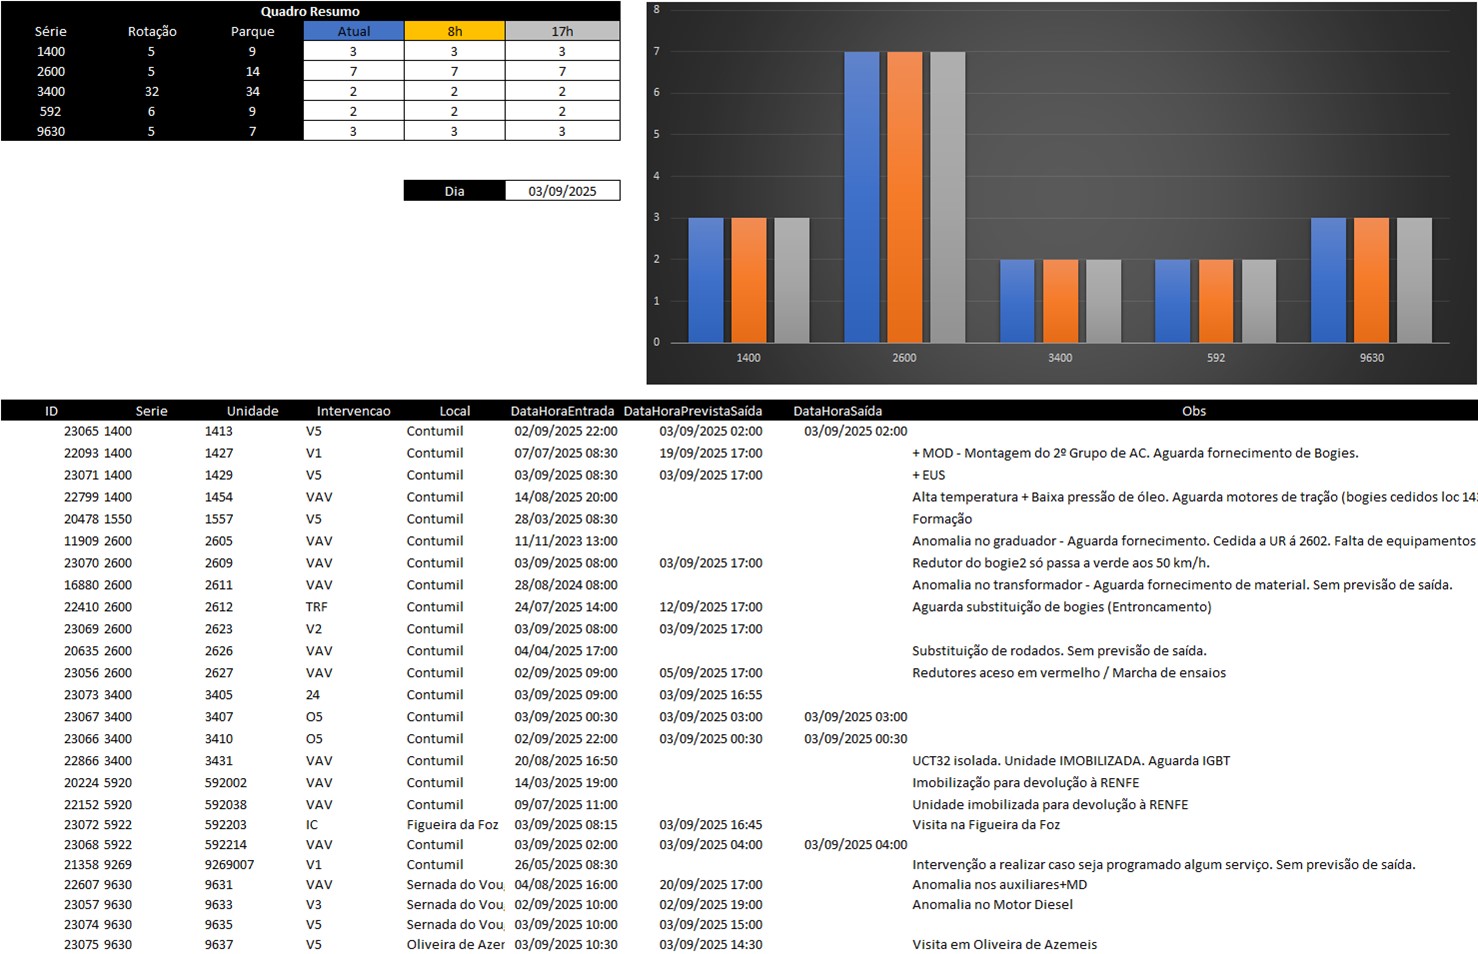 Quadro Resumo
Série Rotação Parque Atual 8h 17h
1400 5 9 3 3 3
2600 5 14 7 7 7
3400 32 34 2 2 2
592 6 9 2 2 2
9630 5 7 3 3 3
Dia 03/09/2025
8
7
6
5
4
3
2
1
0
1400 2600 3400 592 9630
ID Serie Unidade Intervencao Local DataHoraEntrada DataHoraPrevistaSaída DataHoraSaída Obs
23065 1400 1413 V5 Contumil 02/09/2025 22:00 03/09/2025 02:00 03/09/2025 02:00
22093 1400 1427 V1 Contumil 07/07/2025 08:30 19/09/2025 17:00 + MOD - Montagem do 2º Grupo de AC. Aguarda fornecimento de Bogies.
23071 1400 1429 V5 Contumil 03/09/2025 08:30 03/09/2025 17:00 + EUS
22799 1400 1454 VAV Contumil 14/08/2025 20:00 Alta temperatura + Baixa pressão de óleo. Aguarda motores de tração (bogies cedidos loc 14
20478 1550 1557 V5 Contumil 28/03/2025 08:30 Formação
11909 2600 2605 VAV Contumil 11/11/2023 13:00 Anomalia no graduador - Aguarda fornecimento. Cedida a UR á 2602. Falta de equipamentos
23070 2600 2609 VAV Contumil 03/09/2025 08:00 03/09/2025 17:00 Redutor do bogie2 só passa a verde aos 50 km/h.
16880 2600 2611 VAV Contumil 28/08/2024 08:00 Anomalia no transformador - Aguarda fornecimento de material. Sem previsão de saída.
22410 2600 2612 TRF Contumil 24/07/2025 14:00 12/09/2025 17:00 Aguarda substituição de bogies (Entroncamento)
23069 2600 2623 V2 Contumil 03/09/2025 08:00 03/09/2025 17:00
20635 2600 2626 VAV Contumil 04/04/2025 17:00 Substituição de rodados. Sem previsão de saída.
23056 2600 2627 VAV Contumil 02/09/2025 09:00 05/09/2025 17:00 Redutores aceso em vermelho / Marcha de ensaios
23073 3400 3405 24 Contumil 03/09/2025 09:00 03/09/2025 16:55
23067 3400 3407 O5 Contumil 03/09/2025 00:30 03/09/2025 03:00 03/09/2025 03:00
23066 3400 3410 O5 Contumil 02/09/2025 22:00 03/09/2025 00:30 03/09/2025 00:30
22866 3400 3431 VAV Contumil 20/08/2025 16:50 UCT32 isolada. Unidade IMOBILIZADA. Aguarda IGBT
20224 5920 592002 VAV Contumil 14/03/2025 19:00 Imobilização para devolução à RENFE
22152 5920 592038 VAV Contumil 09/07/2025 11:00 Unidade imobilizada para devolução à RENFE
23072 5922 592203 IC Figueira da Foz 03/09/2025 08:15 03/09/2025 16:45 Visita na Figueira da Foz
23068 5922 592214 VAV Contumil 03/09/2025 02:00 03/09/2025 04:00 03/09/2025 04:00
21358 9269 9269007 V1 Contumil 26/05/2025 08:30 Intervenção a realizar caso seja programado algum serviço. Sem previsão de saída.
22607 9630 9631 VAV Sernada do Vou 04/08/2025 16:00 20/09/2025 17:00 Anomalia nos auxiliares+MD
23057 9630 9633 V3 Sernada do Vou 02/09/2025 10:00 02/09/2025 19:00 Anomalia no Motor Diesel
23074 9630 9635 V5 Sernada do Vou 03/09/2025 10:00 03/09/2025 15:00
23075 9630 9637 V5 Oliveira de Azer 03/09/2025 10:30 03/09/2025 14:30 Visita em Oliveira de Azemeis